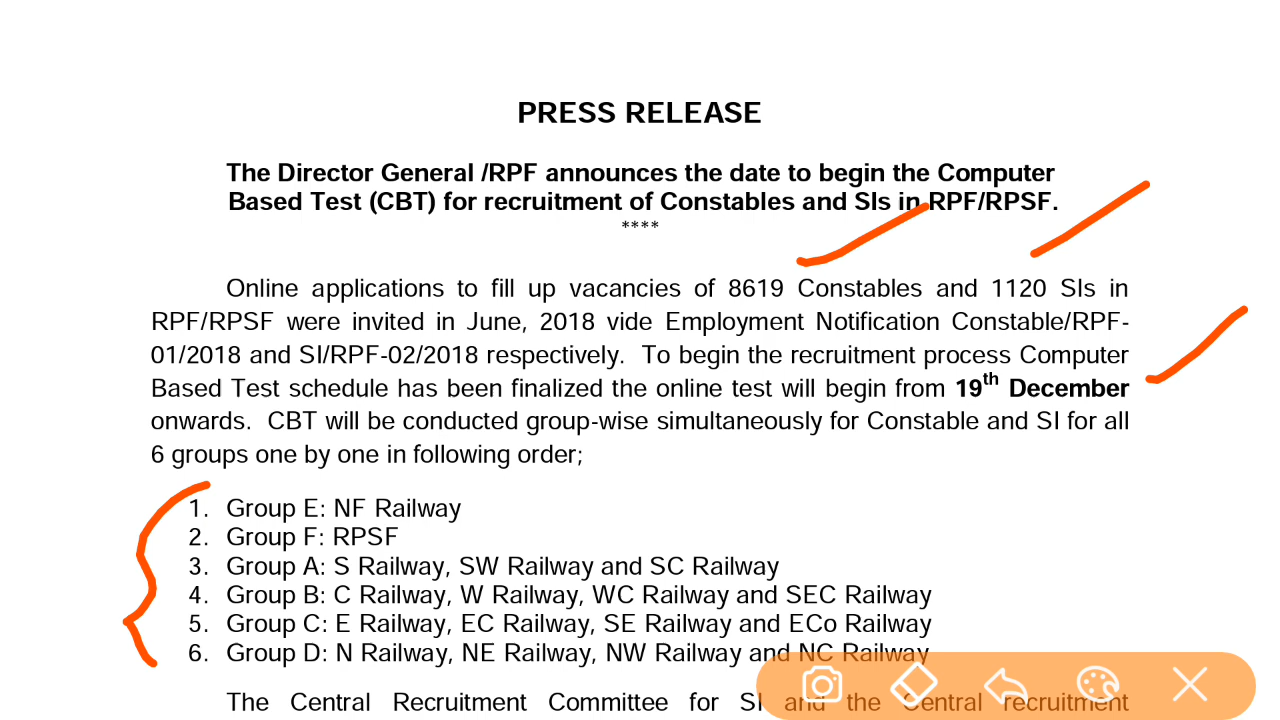 PRESS RELEASE
The Director General /RPF announces the date to begin the Computer
Based Test (CBT) for recruitment of Constables and SIs in RPF/RPSF.
****
Online applications to fill up vacancies of 8619 Constables and 1120 SIs in
RPF/RPSF were invited in June, 2018 vide Employment Notification Constable/RPF-
01/2018 and SI/RPF-02/2018 respectively. To begin the recruitment process Computer
Based Test schedule has been finalized the online test will begin from 19th December
onwards. CBT will be conducted group-wise simultaneously for Constable and SI for all
6 groups one by one in following order;
1. Group E: NF Railway
2. Group F: RPSF
3. Group A: S Railway, SW Railway and SC Railway
4. Group B: C Railway, W Railway, WC Railway and SEC Railway
5. Group C: E Railway, EC Railway, SE Railway and ECo Railway
6. Group D: N Railway, NE Railway, NW Railway and NC Railway
The Central Recruitment Committee for SI and the Central recruitment